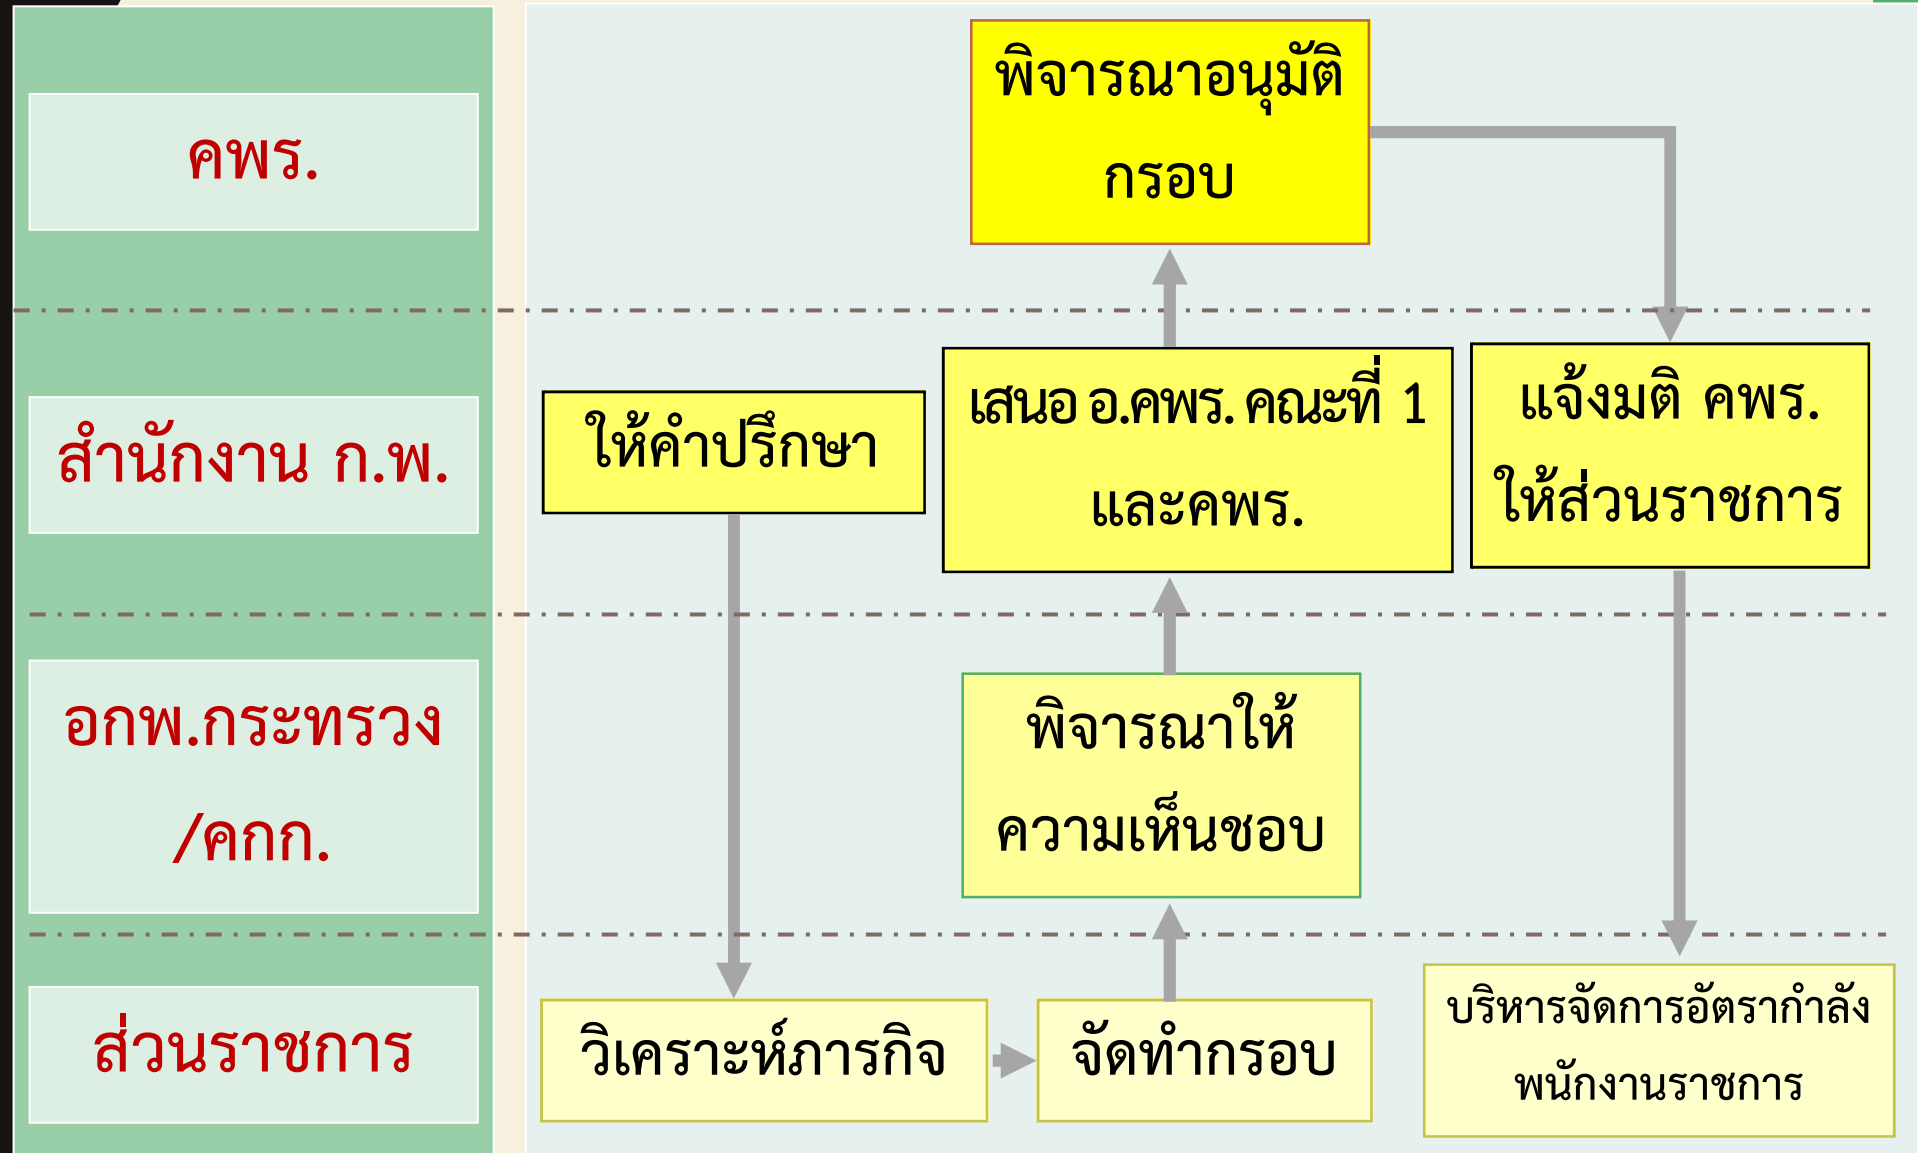 คพร.
พิจารณาอนุมัติ
กรอบ
สำนักงาน ก.พ.
ให้คำปรึกษา
เสนอ อ.คพร. คณะที่ 1
และคพร.
แจ้งมติ คพร.
ให้ส่วนราชการ
อกพ.กระทรวง
/คกก.
พิจารณาให้
ความเห็นชอบ
ส่วนราชการ
วิเคราะห์ภารกิจ
จัดทำกรอบ
บริหารจัดการอัตรากำลัง
พนักงานราชการ